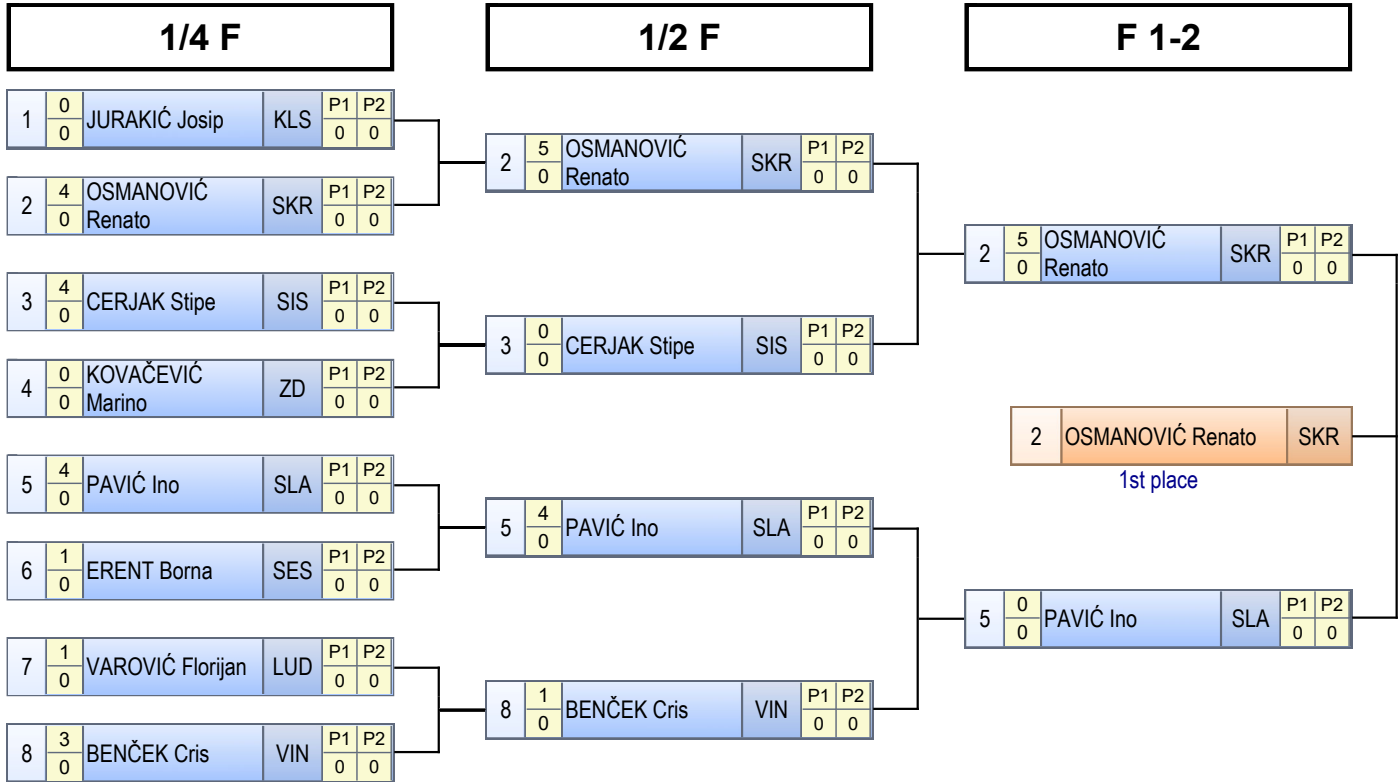 1/4 F
1/2 F
F 1-2
1 0 JURAKIĆ Josip KLS P1 P2
0 0 0
2 4 OSMANOVIĆ Renato SKR P1 P2
0 0 0
3 4 CERJAK Stipe SIS P1 P2
0 0 0
4 0 KOVAČEVIĆ Marino ZD P1 P2
0 0 0
5 4 PAVIĆ Ino SLA P1 P2
0 0 0
6 1 ERENT Borna SES P1 P2
0 0 0
7 1 VAROVIĆ Florijan LUD P1 P2
0 0 0
8 3 BENČEK Cris VIN P1 P2
0 0 0
2 5 OSMANOVIĆ Renato SKR P1 P2
0 0 0
3 0 CERJAK Stipe SIS P1 P2
0 0 0
5 4 PAVIĆ Ino SLA P1 P2
0 0 0
8 1 BENČEK Cris VIN P1 P2
0 0 0
2 5 OSMANOVIĆ Renato SKR P1 P2
0 0 0
2 OSMANOVIĆ Renato SKR
1st place
5 0 PAVIĆ Ino SLA P1 P2
0 0 0